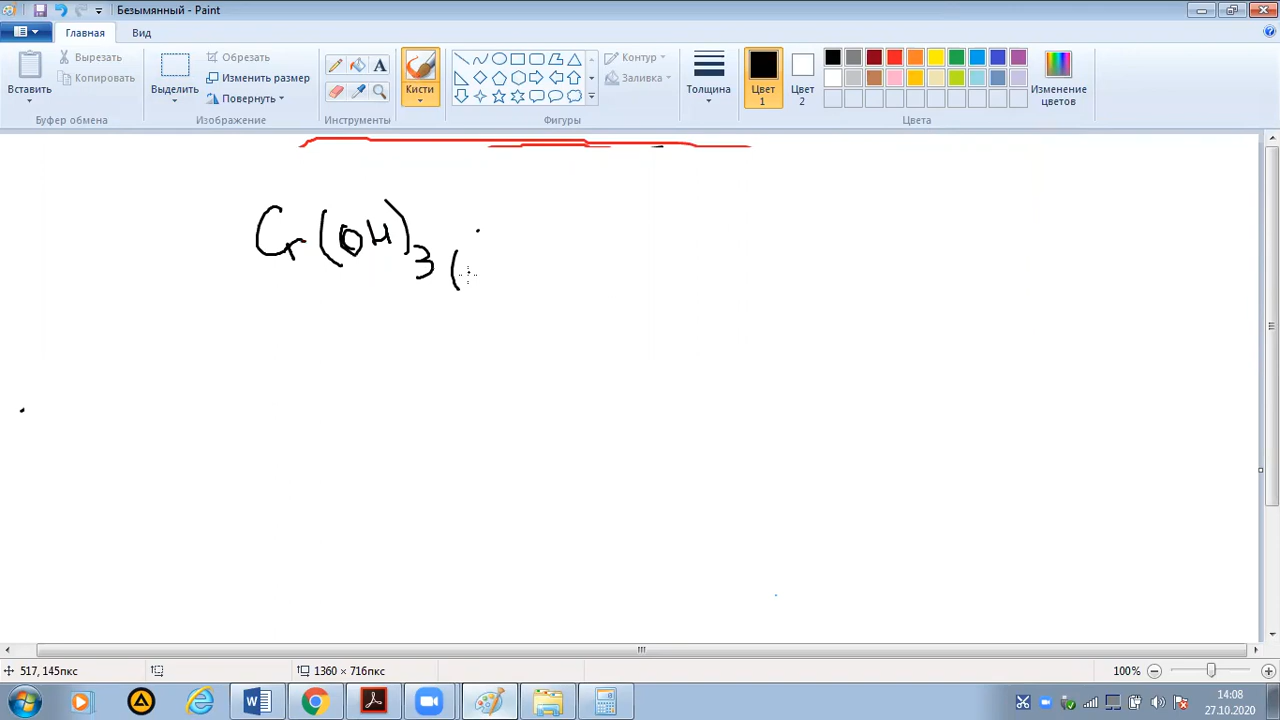 Безымянный - Paint
Главная Вид
Вставить
Вырезать
Копировать
Буфер обмена
Выделить
Обрезать
Изменить размер
Повернуть
Изображение
Инструменты
Кисти
Контур
Заливка
Фигуры
Толщина
Цвет 1
Цвет 2
Изменение цветов
Цвета
Cr(OH)3 (
517, 145пкс
1360 × 716пкс
100%
14:08
27.10.2020